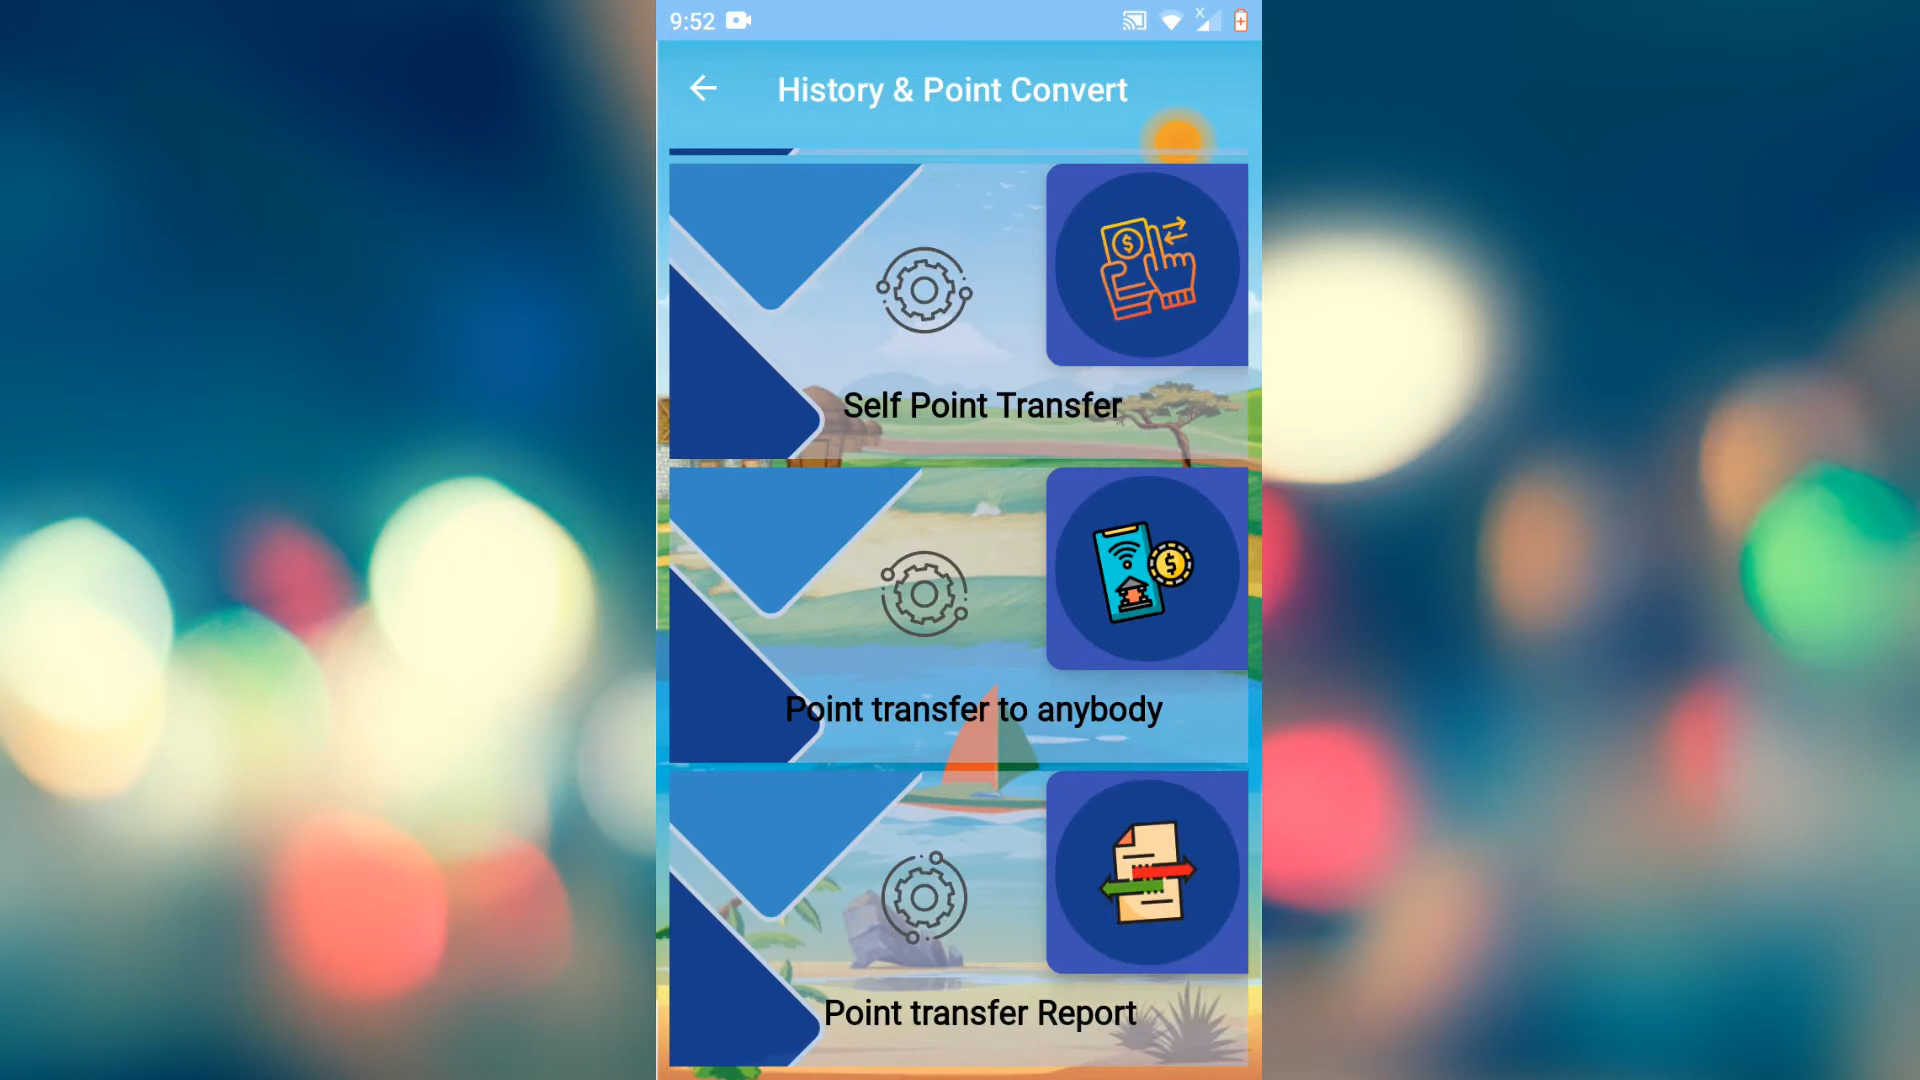 9:52
History & Point Convert
Self Point Transfer
Point transfer to anybody
Point transfer Report